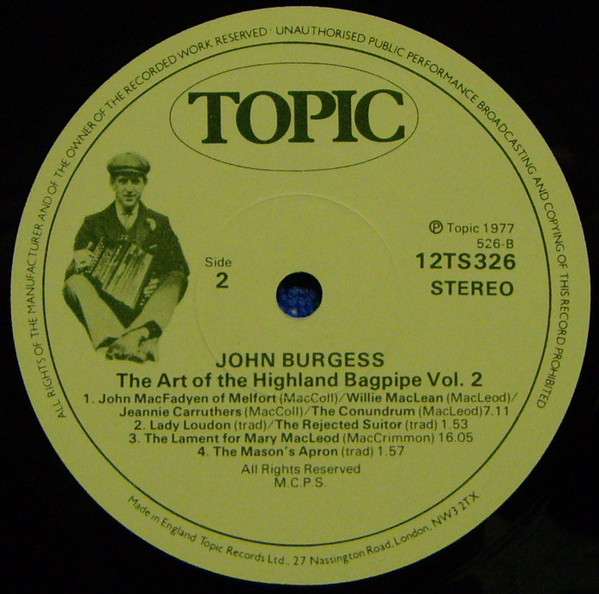 ALL RIGHTS OF THE MANUFACTURER AND OF THE OWNER OF THE RECORDED WORK RESERVED · UNAUTHORISED PUBLIC PERFORMANCE BROADCASTING AND COPYING OF THIS RECORD PROHIBITED
TOPIC
Ⓟ Topic 1977
526-B
Side
2
12TS326
STEREO
JOHN BURGESS
The Art of the Highland Bagpipe Vol. 2
1. John MacFadyen of Melfort (MacColl)/Willie MacLean (MacLeod)/
Jeannie Carruthers (MacColl)/The Conundrum (MacLeod)7.11
2. Lady Loudon (trad)/The Rejected Suitor (trad) 1.53
3. The Lament for Mary MacLeod (MacCrimmon) 16.05
4. The Mason's Apron (trad) 1.57
All Rights Reserved
M.C.P.S.
Made in England Topic Records Ltd., 27 Nassington Road, London, NW3 2TX